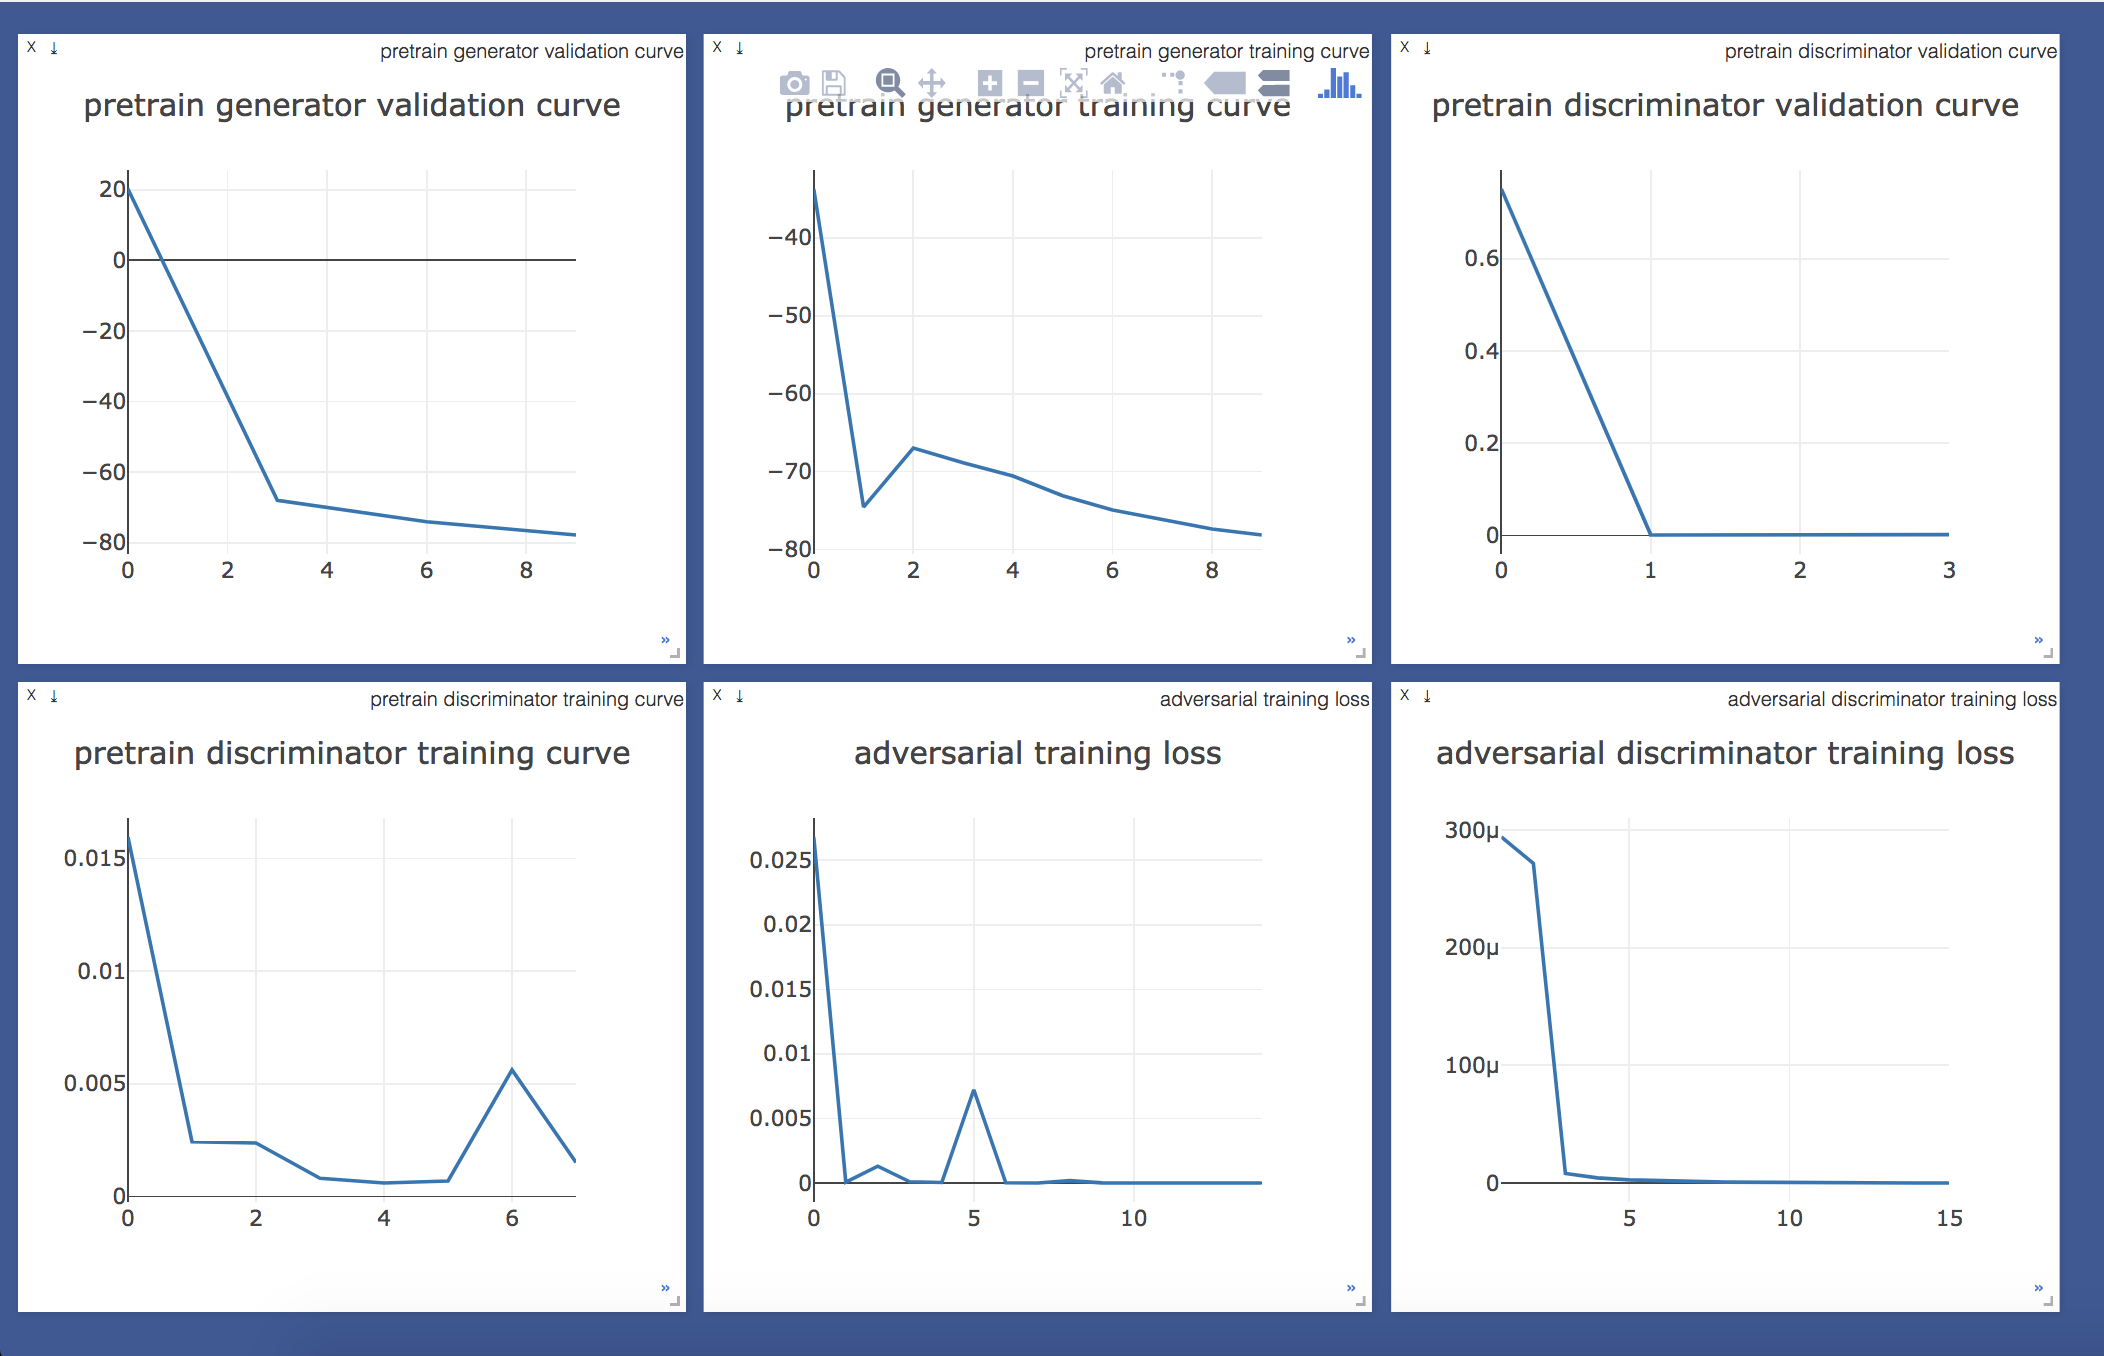 X ↓ pretrain generator validation curve
pretrain generator validation curve
20
0
−20
−40
−60
−80
0 2 4 6 8
»
X ↓ pretrain generator training curve
pretrain generator training curve
−40
−50
−60
−70
−80
0 2 4 6 8
»
X ↓ pretrain discriminator validation curve
pretrain discriminator validation curve
0.6
0.4
0.2
0
0 1 2 3
»
X ↓ pretrain discriminator training curve
pretrain discriminator training curve
0.015
0.01
0.005
0
0 2 4 6
»
X ↓ adversarial training loss
adversarial training loss
0.025
0.02
0.015
0.01
0.005
0
0 5 10
»
X ↓ adversarial discriminator training loss
adversarial discriminator training loss
300μ
200μ
100μ
0
5 10 15
»